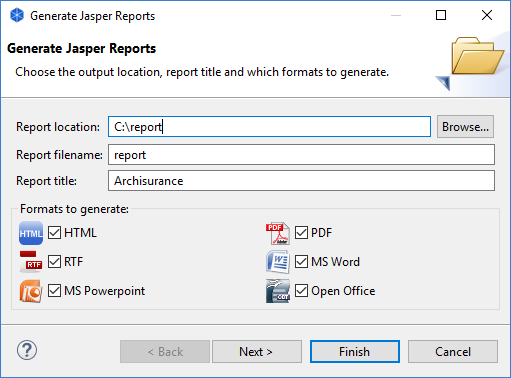 Generate Jasper Reports
Generate Jasper Reports
Choose the output location, report title and which formats to generate.
Report location: C:\report Browse...
Report filename: report
Report title: Archisurance
Formats to generate:
HTML HTML PDF Adobe PDF
RTF RTF W MS Word
MS Powerpoint ODT Open Office
? < Back Next > Finish Cancel